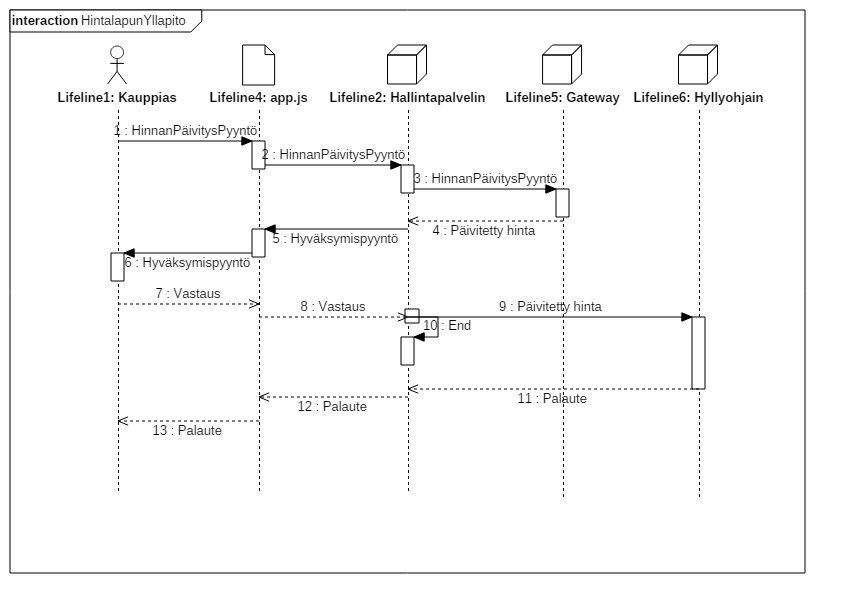 interaction HintalapunYllapito
Lifeline1: Kauppias
Lifeline4: app.js
Lifeline2: Hallintapalvelin
Lifeline5: Gateway
Lifeline6: Hyllyohjain
1 : HinnanPäivitysPyyntö
2 : HinnanPäivitysPyyntö
3 : HinnanPäivitysPyyntö
4 : Päivitetty hinta
5 : Hyväksymispyyntö
6 : Hyväksymispyyntö
7 : Vastaus
8 : Vastaus
9 : Päivitetty hinta
10 : End
11 : Palaute
12 : Palaute
13 : Palaute